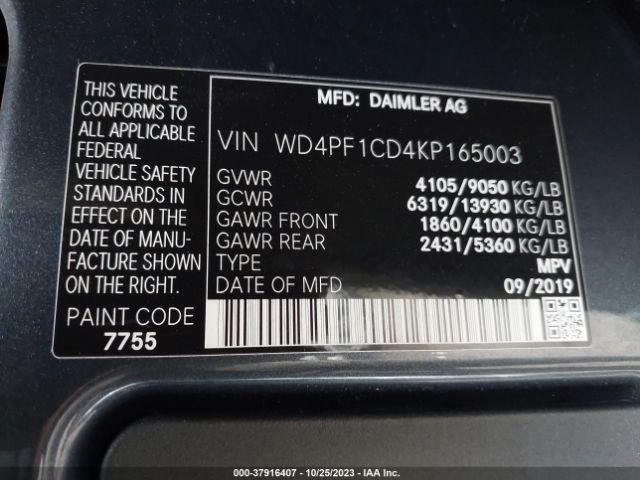 THIS VEHICLE
CONFORMS TO
ALL APPLICABLE
FEDERAL
VEHICLE SAFETY
STANDARDS IN
EFFECT ON THE
DATE OF MANU-
FACTURE SHOWN
ON THE RIGHT.
PAINT CODE
7755
MFD: DAIMLER AG
VIN WD4PF1CD4KP165003
GVWR 4105/9050 KG/LB
GCWR 6319/13930 KG/LB
GAWR FRONT 1860/4100 KG/LB
GAWR REAR 2431/5360 KG/LB
TYPE MPV
DATE OF MFD 09/2019
000-37916407 - 10/25/2023 - IAA Inc.